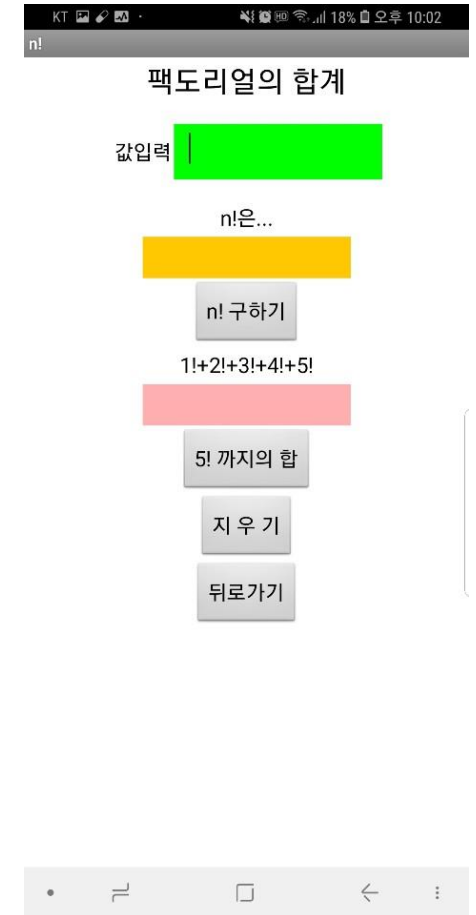 KT HD 18% 오후 10:02
n!
팩도리얼의 합계
값입력
n!은...
n! 구하기
1!+2!+3!+4!+5!
5! 까지의 합
지 우 기
뒤로가기